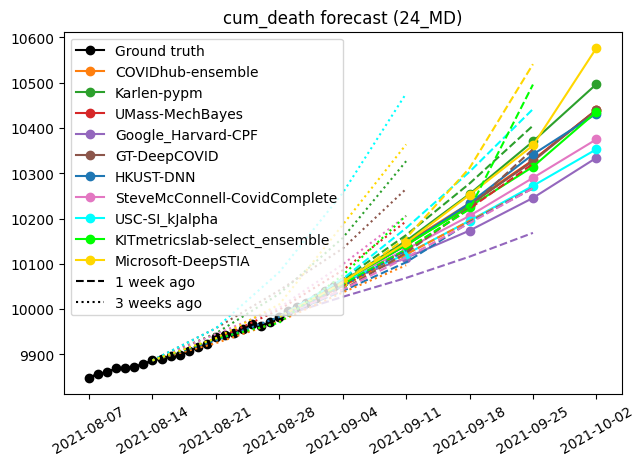 cum_death forecast (24_MD)
10600
10500
10400
10300
10200
10100
10000
9900
Ground truth
COVIDhub-ensemble
Karlen-pypm
UMass-MechBayes
Google_Harvard-CPF
GT-DeepCOVID
HKUST-DNN
SteveMcConnell-CovidComplete
USC-SI_kJalpha
KITmetricslab-select_ensemble
Microsoft-DeepSTIA
1 week ago
3 weeks ago
2021-08-07
2021-08-14
2021-08-21
2021-08-28
2021-09-04
2021-09-11
2021-09-18
2021-09-25
2021-10-02